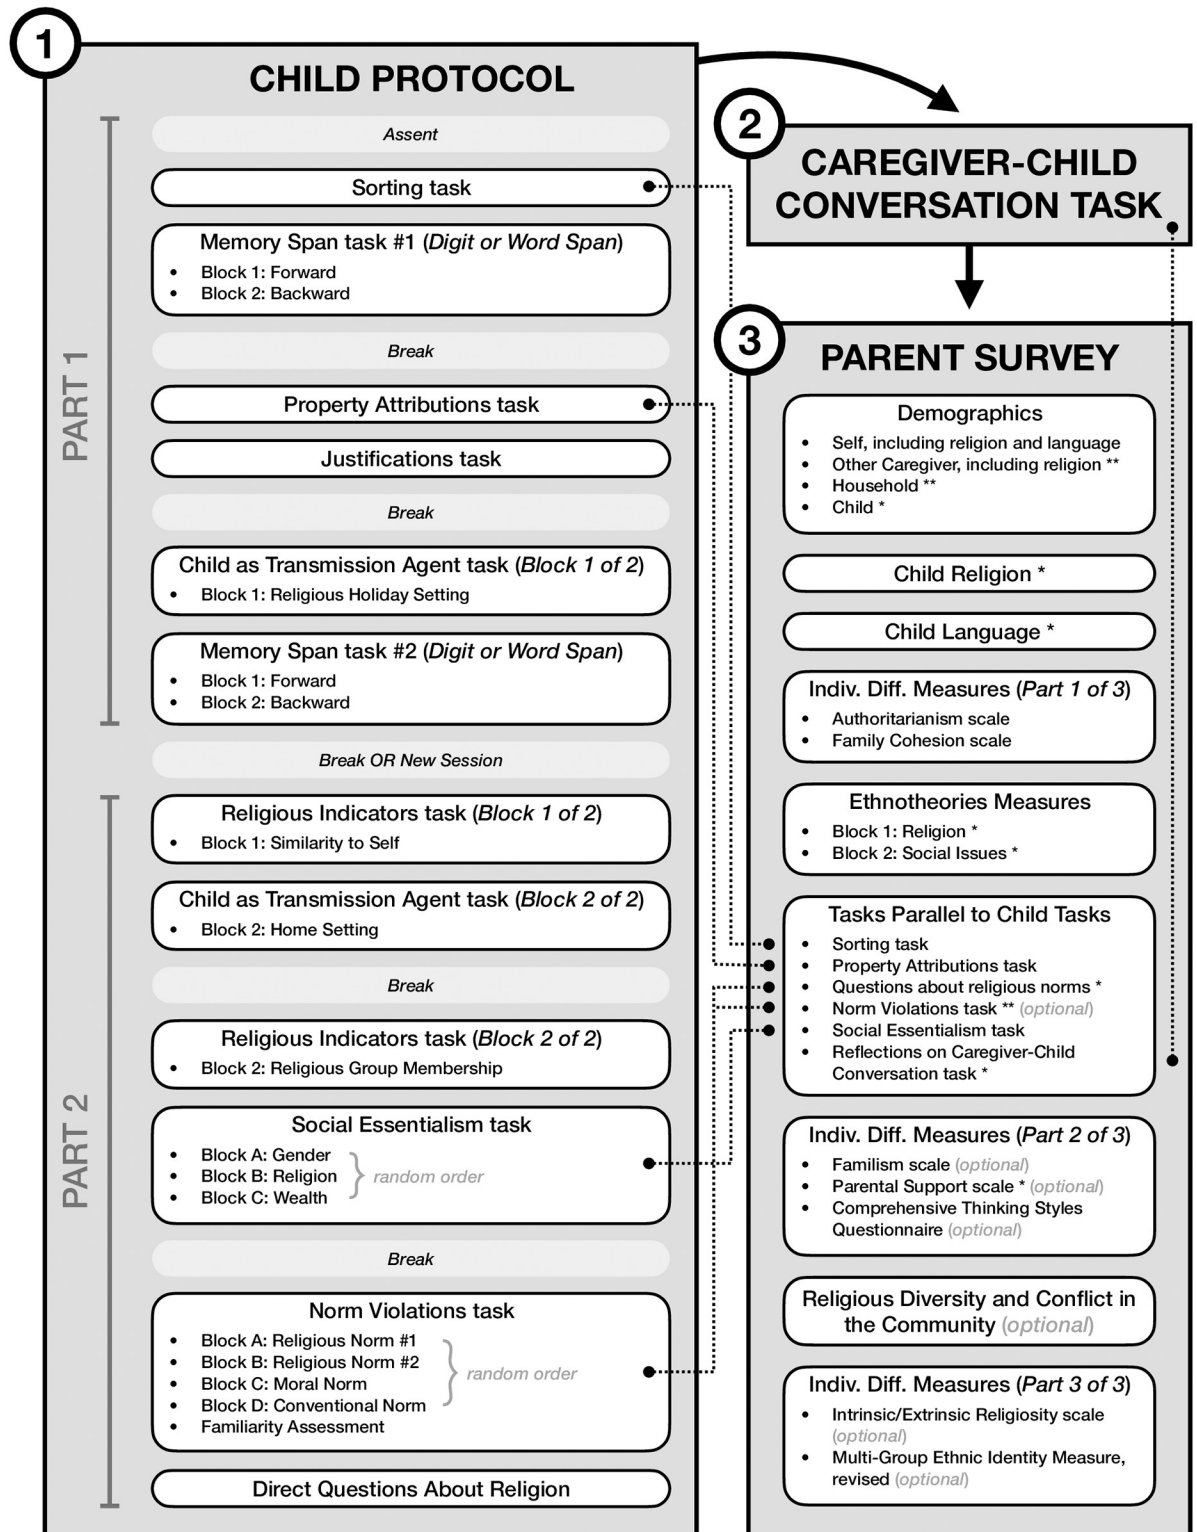 1
CHILD PROTOCOL
PART 1
Assent
Sorting task
Memory Span task #1 (Digit or Word Span)
• Block 1: Forward
• Block 2: Backward
Break
Property Attributions task
Justifications task
Break
Child as Transmission Agent task (Block 1 of 2)
• Block 1: Religious Holiday Setting
Memory Span task #2 (Digit or Word Span)
• Block 1: Forward
• Block 2: Backward
Break OR New Session
PART 2
Religious Indicators task (Block 1 of 2)
• Block 1: Similarity to Self
Child as Transmission Agent task (Block 2 of 2)
• Block 2: Home Setting
Break
Religious Indicators task (Block 2 of 2)
• Block 2: Religious Group Membership
Social Essentialism task
• Block A: Gender
• Block B: Religion
• Block C: Wealth
random order
Break
Norm Violations task
• Block A: Religious Norm #1
• Block B: Religious Norm #2
• Block C: Moral Norm
• Block D: Conventional Norm
random order
• Familiarity Assessment
Direct Questions About Religion
2
CAREGIVER-CHILD
CONVERSATION TASK
3
PARENT SURVEY
Demographics
• Self, including religion and language
• Other Caregiver, including religion **
• Household **
• Child *
Child Religion *
Child Language *
Indiv. Diff. Measures (Part 1 of 3)
• Authoritarianism scale
• Family Cohesion scale
Ethnotheories Measures
• Block 1: Religion *
• Block 2: Social Issues *
Tasks Parallel to Child Tasks
• Sorting task
• Property Attributions task
• Questions about religious norms *
• Norm Violations task ** (optional)
• Social Essentialism task
• Reflections on Caregiver-Child
Conversation task *
Indiv. Diff. Measures (Part 2 of 3)
• Familism scale (optional)
• Parental Support scale * (optional)
• Comprehensive Thinking Styles
Questionnaire (optional)
Religious Diversity and Conflict in
the Community (optional)
Indiv. Diff. Measures (Part 3 of 3)
• Intrinsic/Extrinsic Religiosity scale
(optional)
• Multi-Group Ethnic Identity Measure,
revised (optional)